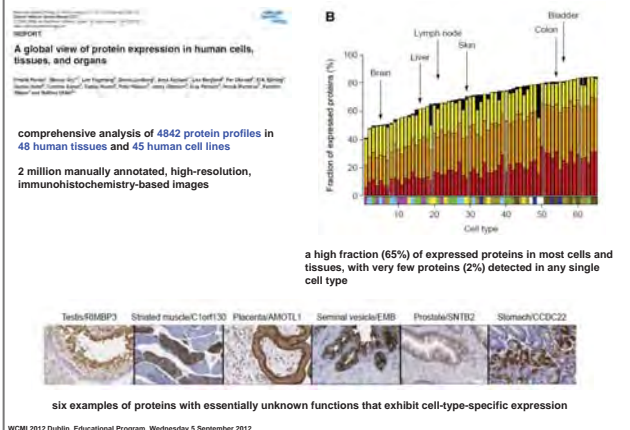 REPORT
A global view of protein expression in human cells,
tissues, and organs
comprehensive analysis of 4842 protein profiles in
48 human tissues and 45 human cell lines
2 million manually annotated, high-resolution,
immunohistochemistry-based images
B
Fraction of expressed proteins (%)
100
80
60
40
20
0
Brain
Liver
Lymph node
Skin
Colon
Bladder
10 20 30 40 50 60
Cell type
a high fraction (65%) of expressed proteins in most cells and
tissues, with very few proteins (2%) detected in any single
cell type
Testis/RIMBP3 Striated muscle/C1orf130 Placenta/AMOTL1 Seminal vesicle/EMB Prostate/SNTB2 Stomach/CCDC22
six examples of proteins with essentially unknown functions that exhibit cell-type-specific expression
WCMI 2012 Dublin, Educational Program, Wednesday 5 September 2012